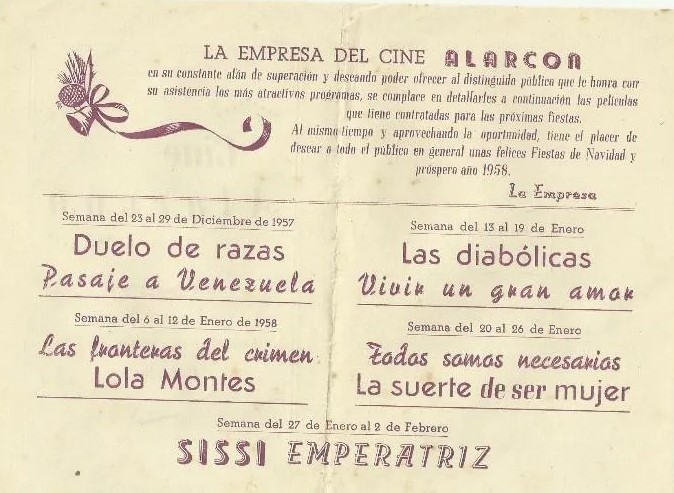 LA EMPRESA DEL CINE ALARCON
en su constante afán de superación y deseando poder ofrecer al distinguido público que le honra con
su asistencia los más atractivos programas, se complace en detallarles a continuación las películas
que tiene contratadas para las próximas fiestas.
Al mismo tiempo y aprovechando la oportunidad, tiene el placer de
desear a todo el público en general unas felices Fiestas de Navidad y
próspero año 1958.
La Empresa
Semana del 23 al 29 de Diciembre de 1957
Duelo de razas
Pasaje a Venezuela
Semana del 6 al 12 de Enero de 1958
Las fronteras del crimen
Lola Montes
Semana del 13 al 19 de Enero
Las diabólicas
Vivir un gran amor
Semana del 20 al 26 de Enero
Todos somos necesarios
La suerte de ser mujer
Semana del 27 de Enero al 2 de Febrero
SISSI EMPERATRIZ